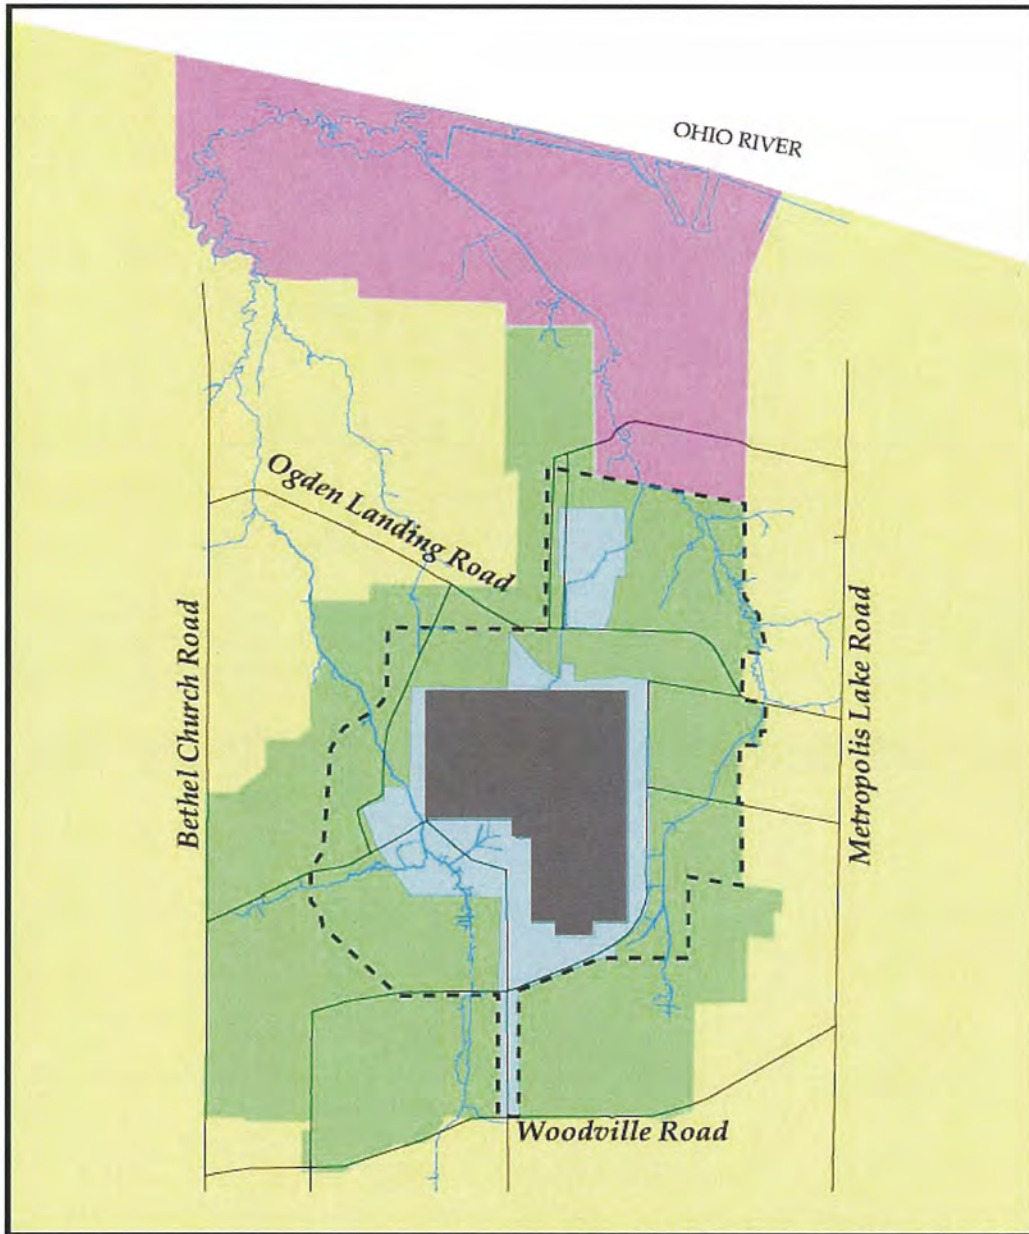 OHIO RIVER
Ogden Landing Road
Bethel Church Road
Metropolis Lake Road
Woodville Road